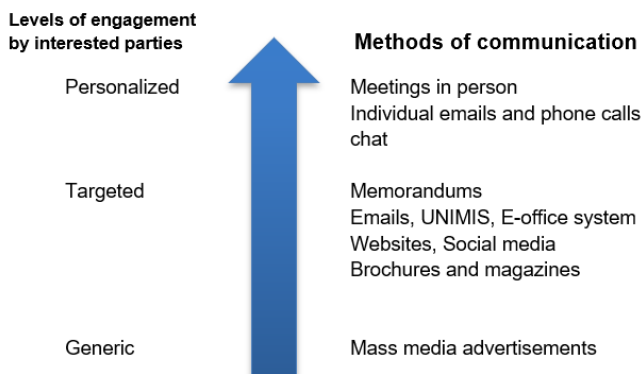 Levels of engagement
by interested parties
Methods of communication
Personalized
Meetings in person
Individual emails and phone calls
chat
Targeted
Memorandums
Emails, UNIMIS, E-office system
Websites, Social media
Brochures and magazines
Generic
Mass media advertisements